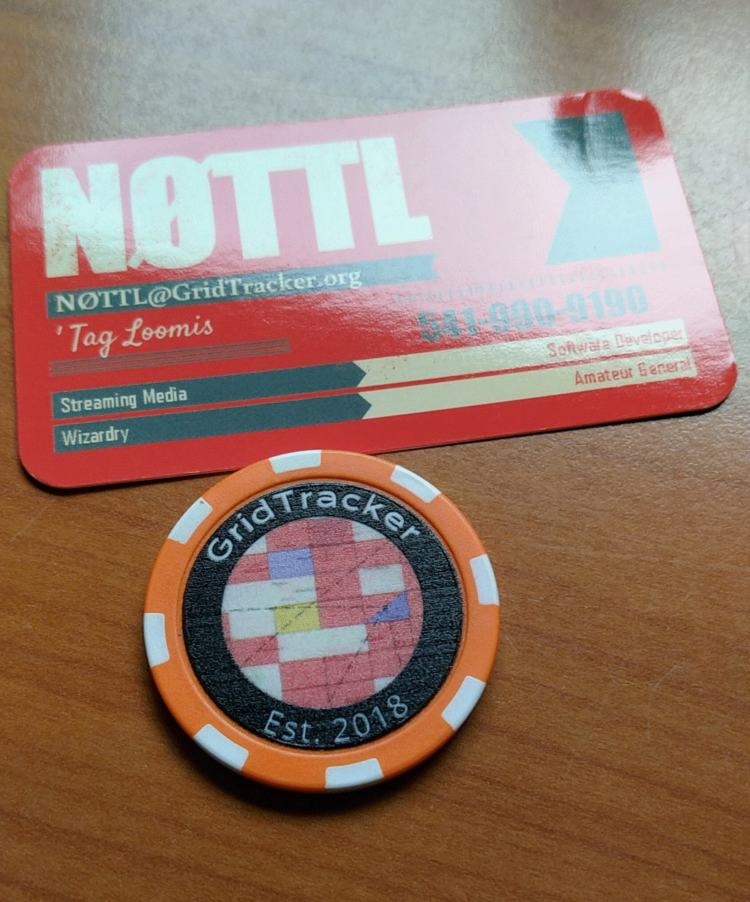 NØTTL
NØTTL@GridTracker.org
' Tag Loomis
541-990-9190
Software Developer
Streaming Media
Amateur General
Wizardry
GridTracker
Est. 2018